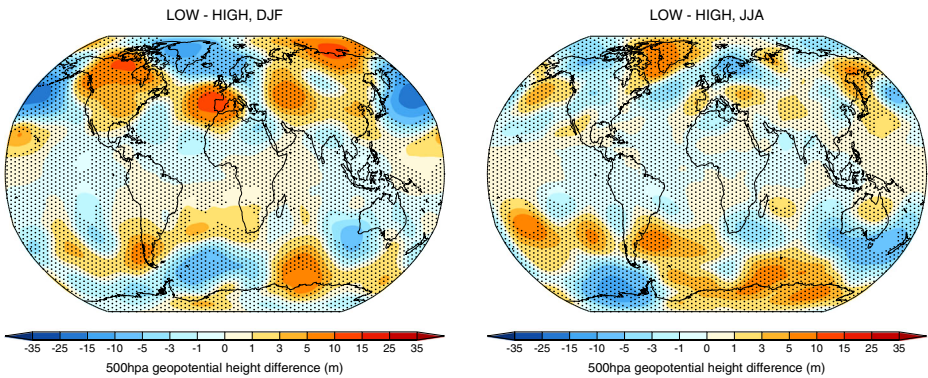 LOW - HIGH, DJF
-35 -25 -15 -10 -5 -3 -1 0 1 3 5 10 15 25 35
500hpa geopotential height difference (m)
LOW - HIGH, JJA
-35 -25 -15 -10 -5 -3 -1 0 1 3 5 10 15 25 35
500hpa geopotential height difference (m)